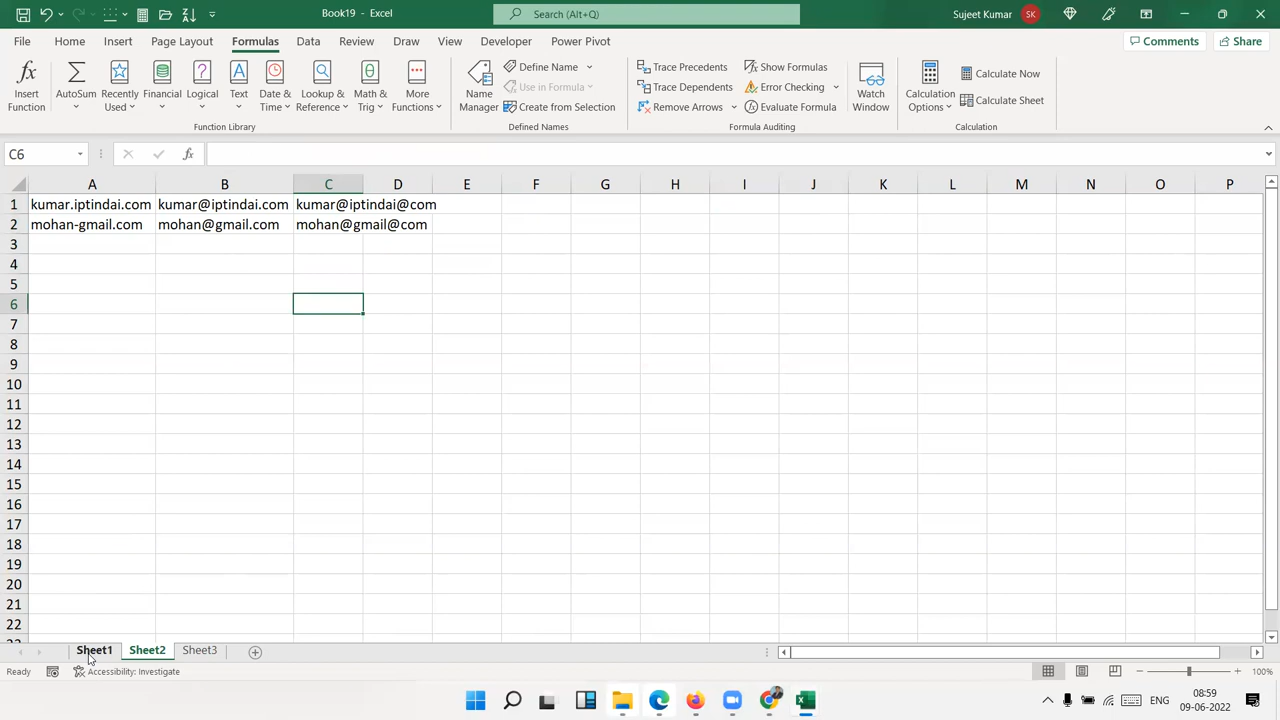 Book19 - Excel
Search (Alt+Q)
Sujeet Kumar
SK
File Home Insert Page Layout Formulas Data Review View Developer Power Pivot
Comments
Share
Insert Function
AutoSum
Recently Used
Financial
Logical
Text
Date & Time
Lookup & Reference
Math & Trig
More Functions
Function Library
Name Manager
Define Name
Use in Formula
Create from Selection
Defined Names
Trace Precedents
Trace Dependents
Remove Arrows
Show Formulas
Error Checking
Evaluate Formula
Formula Auditing
Watch Window
Calculation Options
Calculate Now
Calculate Sheet
Calculation
C6
fx
A B C D E F G H I J K L M N O P
1 kumar.iptindai.com kumar@iptindai.com kumar@iptindai@com
2 mohan-gmail.com mohan@gmail.com mohan@gmail@com
3
4
5
6
7
8
9
10
11
12
13
14
15
16
17
18
19
20
21
22
23
Sheet1 Sheet2 Sheet3
Ready
Accessibility: Investigate
100%
ENG
08:59
09-06-2022